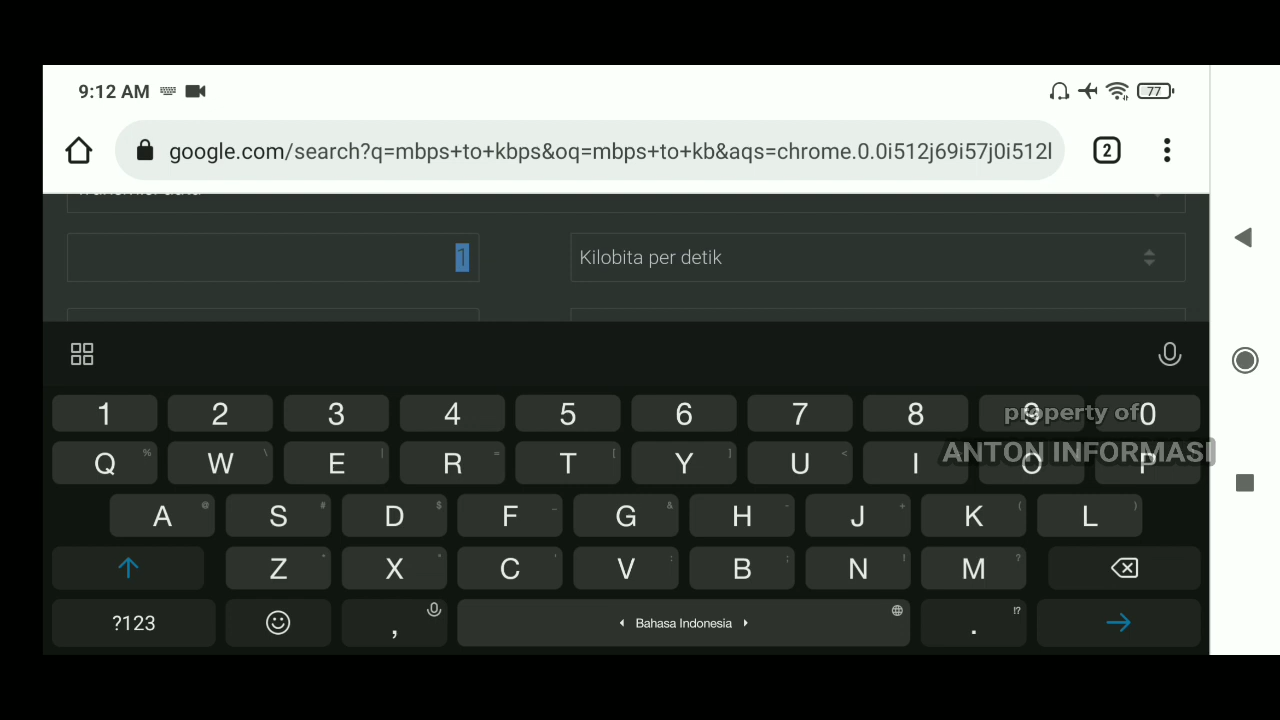 9:12 AM
77
google.com/search?q=mbps+to+kbps&oq=mbps+to+kb&aqs=chrome.0.0i512j69i57j0i512l
2
1
Kilobita per detik
1 2 3 4 5 6 7 8 9 0
property of
Q % W \ E | R = T [ Y ] U < I O P
ANTON INFORMASI
A @ S # D $ F _ G & H - J + K ( L )
Z X C ' V : B ; N ! M ?
?123 , Bahasa Indonesia . !?